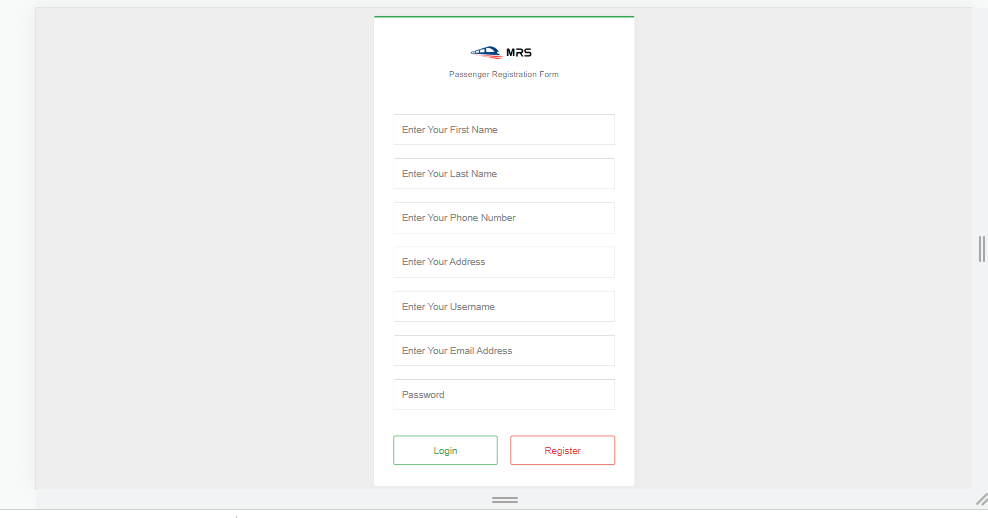 MRS
Passenger Registration Form
Enter Your First Name
Enter Your Last Name
Enter Your Phone Number
Enter Your Address
Enter Your Username
Enter Your Email Address
Password
Login Register